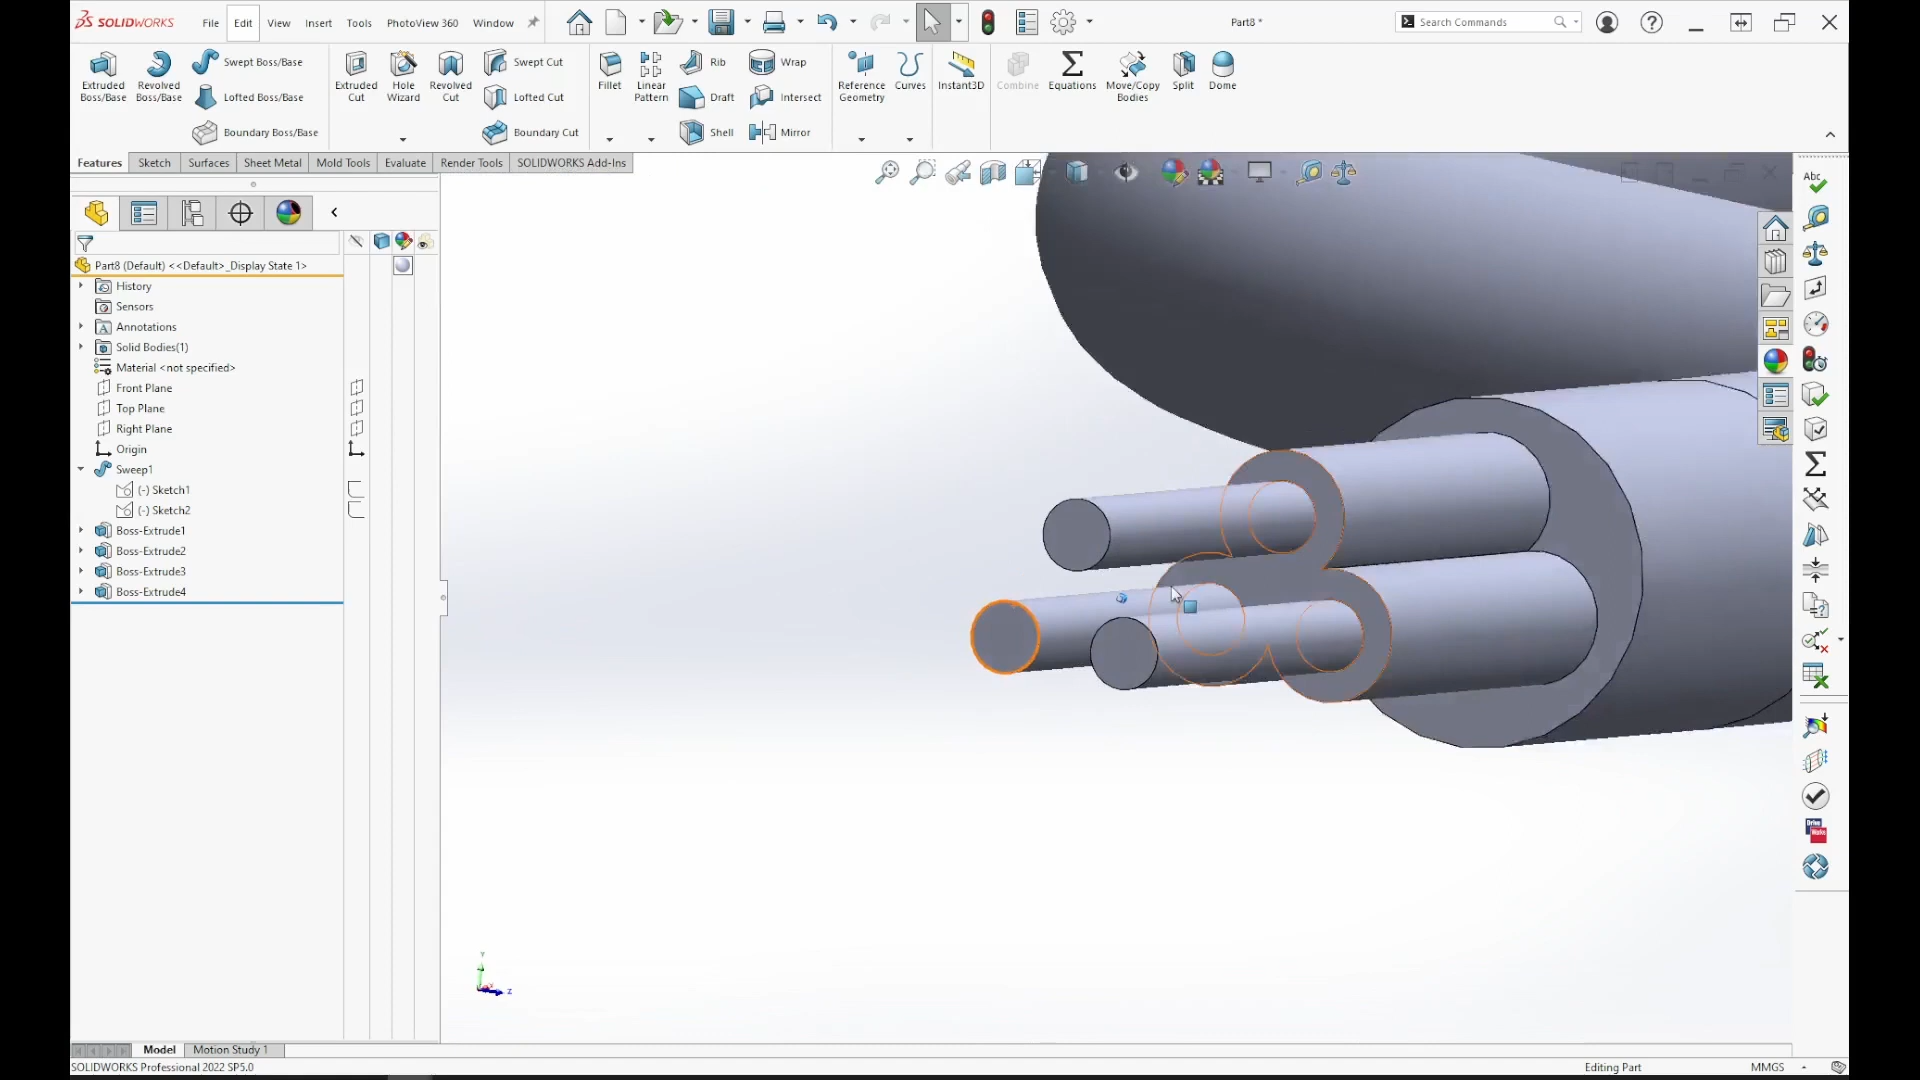 SOLIDWORKS File Edit View Insert Tools PhotoView 360 Window Part8 * Search Commands
Extruded Boss/Base
Revolved Boss/Base
Swept Boss/Base
Lofted Boss/Base
Boundary Boss/Base
Extruded Cut
Hole Wizard
Revolved Cut
Swept Cut
Lofted Cut
Boundary Cut
Fillet
Linear Pattern
Rib
Draft
Shell
Wrap
Intersect
Mirror
Reference Geometry
Curves
Instant3D
Combine
Equations
Move/Copy Bodies
Split
Dome
Features Sketch Surfaces Sheet Metal Mold Tools Evaluate Render Tools SOLIDWORKS Add-Ins
Abc
Part8 (Default) <<Default>_Display State 1>
History
Sensors
A Annotations
Solid Bodies(1)
Material <not specified>
Front Plane
Top Plane
Right Plane
Origin
Sweep1
(-) Sketch1
(-) Sketch2
Boss-Extrude1
Boss-Extrude2
Boss-Extrude3
Boss-Extrude4
Y
Z
Model Motion Study 1
SOLIDWORKS Professional 2022 SP5.0 Editing Part MMGS